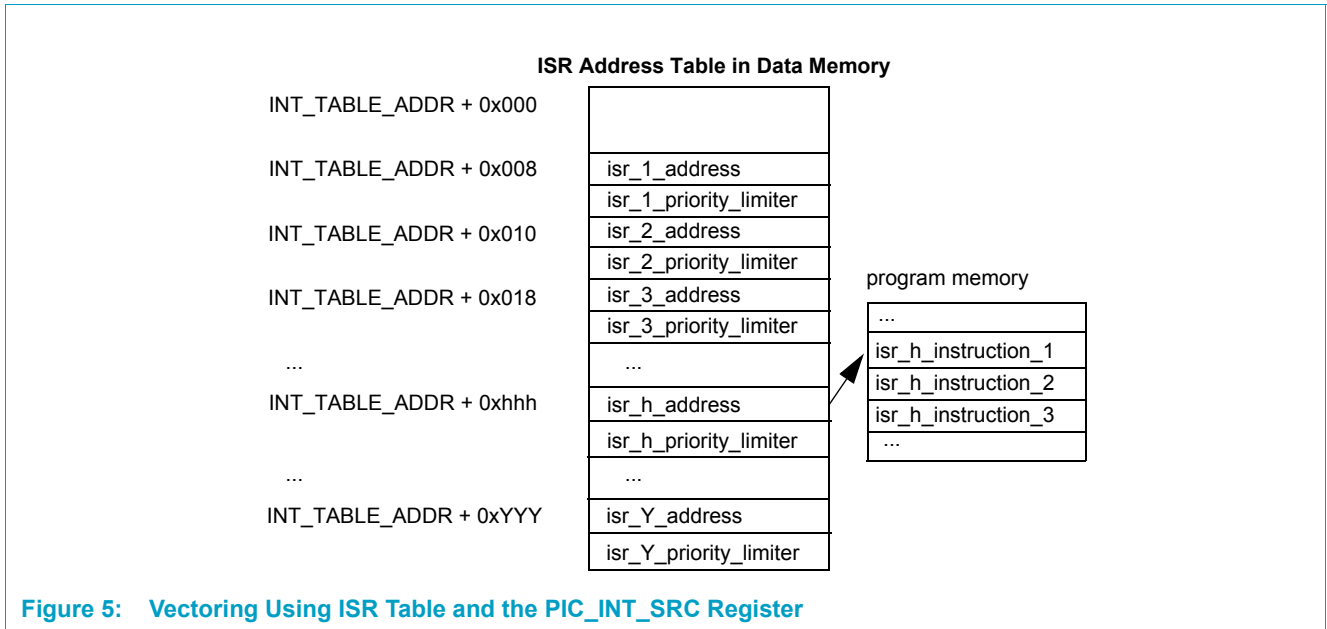 ISR Address Table in Data Memory
INT_TABLE_ADDR + 0x000
INT_TABLE_ADDR + 0x008
isr_1_address
isr_1_priority_limiter
INT_TABLE_ADDR + 0x010
isr_2_address
isr_2_priority_limiter
INT_TABLE_ADDR + 0x018
isr_3_address
isr_3_priority_limiter
...
...
INT_TABLE_ADDR + 0xhhh
isr_h_address
isr_h_priority_limiter
...
...
INT_TABLE_ADDR + 0xYYY
isr_Y_address
isr_Y_priority_limiter
program memory
...
isr_h_instruction_1
isr_h_instruction_2
isr_h_instruction_3
...
Figure 5: Vectoring Using ISR Table and the PIC_INT_SRC Register